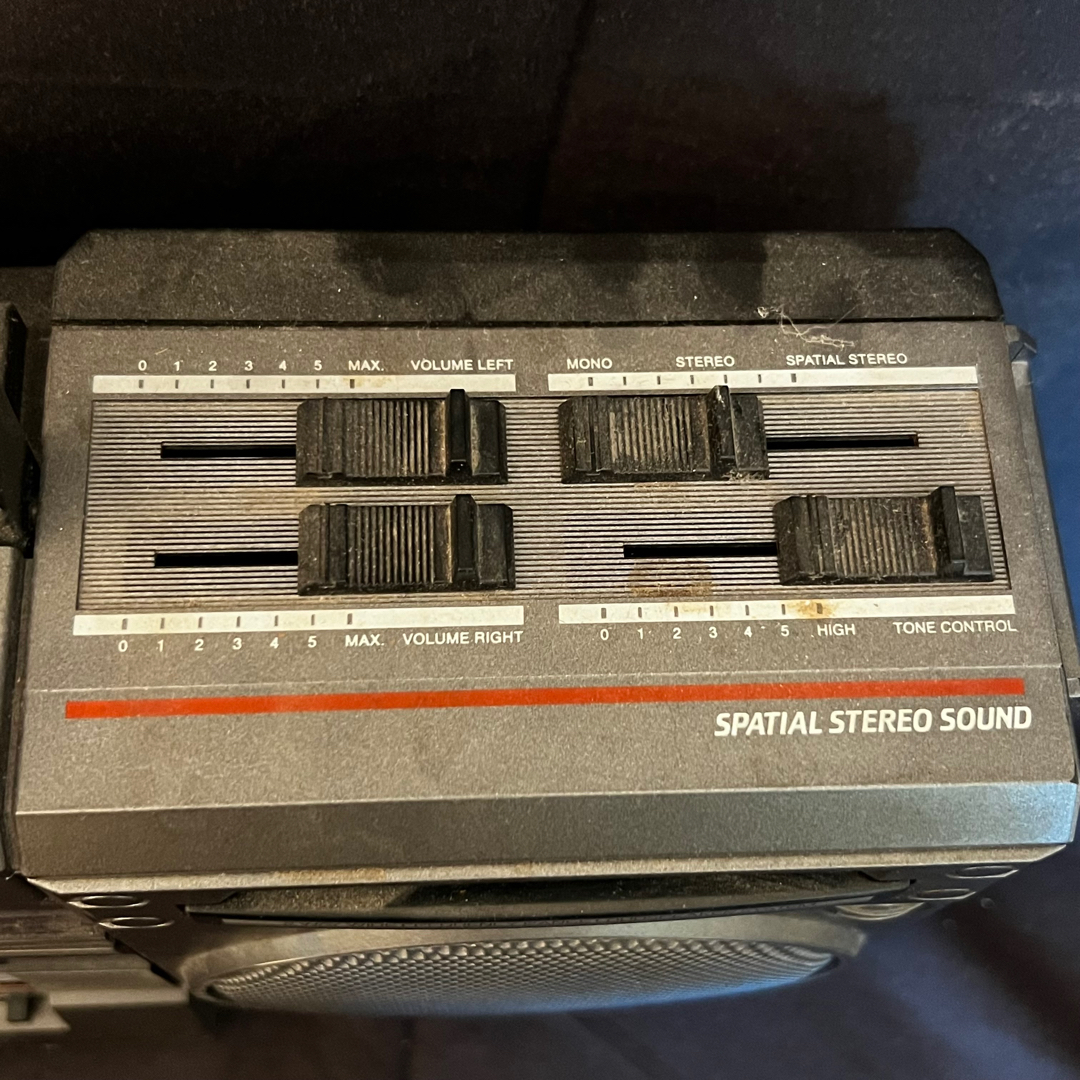 0 1 2 3 4 5 MAX. VOLUME LEFT
MONO STEREO SPATIAL STEREO
0 1 2 3 4 5 MAX. VOLUME RIGHT
0 1 2 3 4 5 HIGH TONE CONTROL
SPATIAL STEREO SOUND